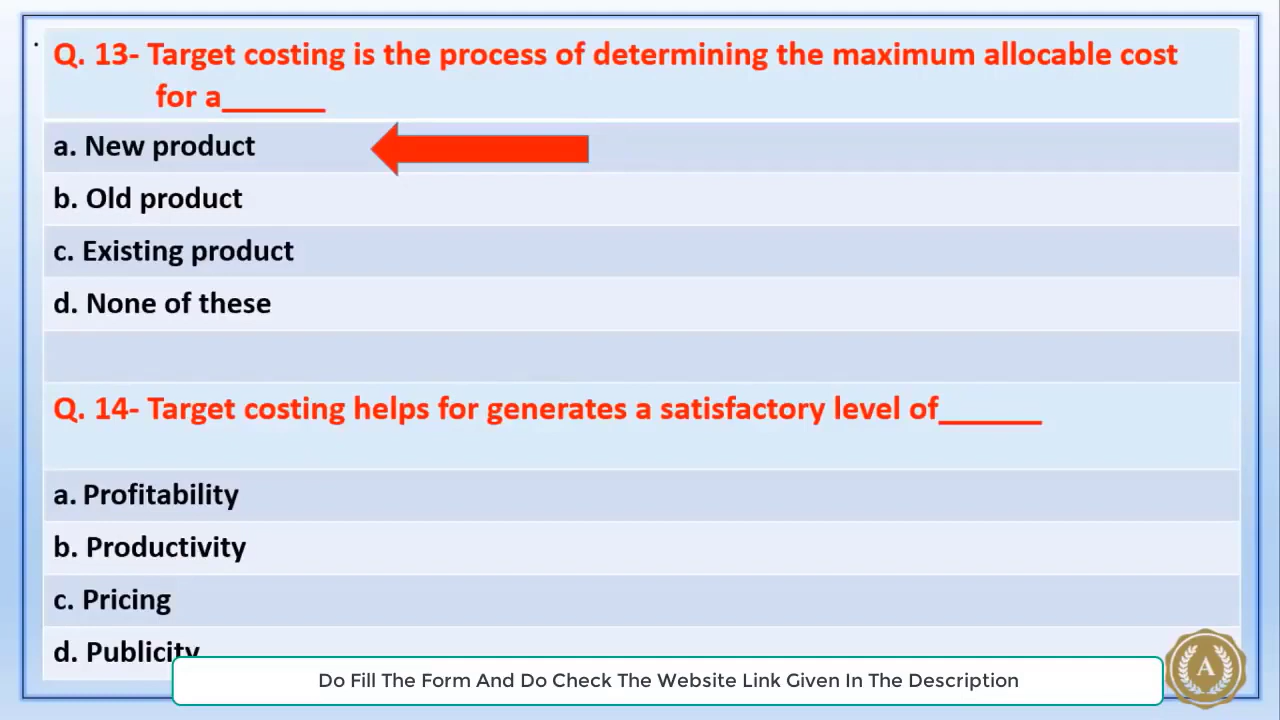 Q. 13- Target costing is the process of determining the maximum allocable cost
for a______
a. New product
b. Old product
c. Existing product
d. None of these
Q. 14- Target costing helps for generates a satisfactory level of______
a. Profitability
b. Productivity
c. Pricing
d. Publicity
Do Fill The Form And Do Check The Website Link Given In The Description
A